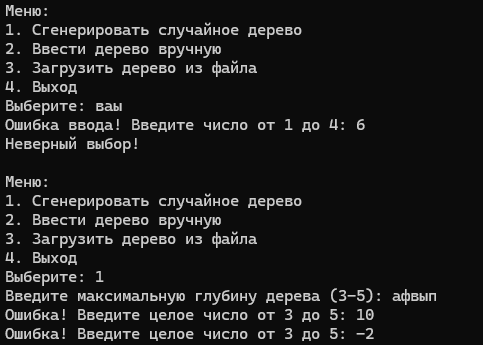 Меню:
1. Сгенерировать случайное дерево
2. Ввести дерево вручную
3. Загрузить дерево из файла
4. Выход
Выберите: ваы
Ошибка ввода! Введите число от 1 до 4: 6
Неверный выбор!

Меню:
1. Сгенерировать случайное дерево
2. Ввести дерево вручную
3. Загрузить дерево из файла
4. Выход
Выберите: 1
Введите максимальную глубину дерева (3-5): афвып
Ошибка! Введите целое число от 3 до 5: 10
Ошибка! Введите целое число от 3 до 5: -2